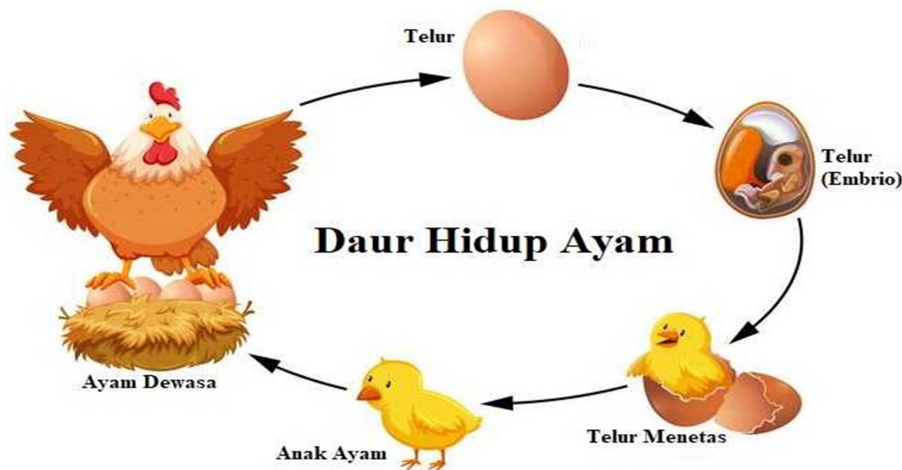 Telur
Telur
(Embrio)
Daur Hidup Ayam
Telur Menetas
Anak Ayam
Ayam Dewasa